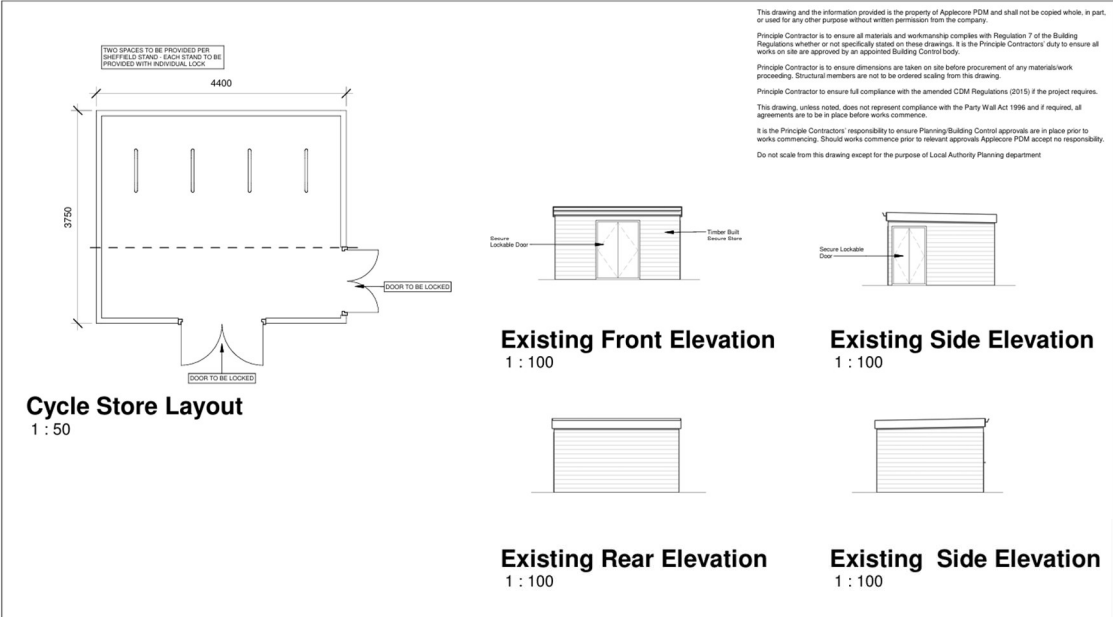 This drawing and the information provided is the property of Applecore PDM and shall not be copied whole, in part,
or used for any other purpose without written permission from the company.
Principle Contractor is to ensure all materials and workmanship complies with Regulation 7 of the Building
Regulations whether or not specifically stated on these drawings. It is the Principle Contractors' duty to ensure all
works on site are approved by an appointed Building Control body.
Principle Contractor is to ensure dimensions are taken on site before procurement of any materials/work
proceeding. Structural members are not to be ordered scaling from this drawing.
Principle Contractor to ensure full compliance with the amended CDM Regulations (2015) if the project requires.
This drawing, unless noted, does not represent compliance with the Party Wall Act 1996 and if required, all
agreements are to be in place before works commence.
It is the Principle Contractors' responsibility to ensure Planning/Building Control approvals are in place prior to
works commencing. Should works commence prior to relevant approvals Applecore PDM accept no responsibility.
Do not scale from this drawing except for the purpose of Local Authority Planning department
TWO SPACES TO BE PROVIDED PER
SHEFFIELD STAND - EACH STAND TO BE
PROVIDED WITH INDIVIDUAL LOCK
4400
3750
DOOR TO BE LOCKED
DOOR TO BE LOCKED
Cycle Store Layout
1 : 50
Secure
Lockable Door
Timber Built
Secure Store
Existing Front Elevation
1 : 100
Secure Lockable
Door
Existing Side Elevation
1 : 100
Existing Rear Elevation
1 : 100
Existing  Side Elevation
1 : 100